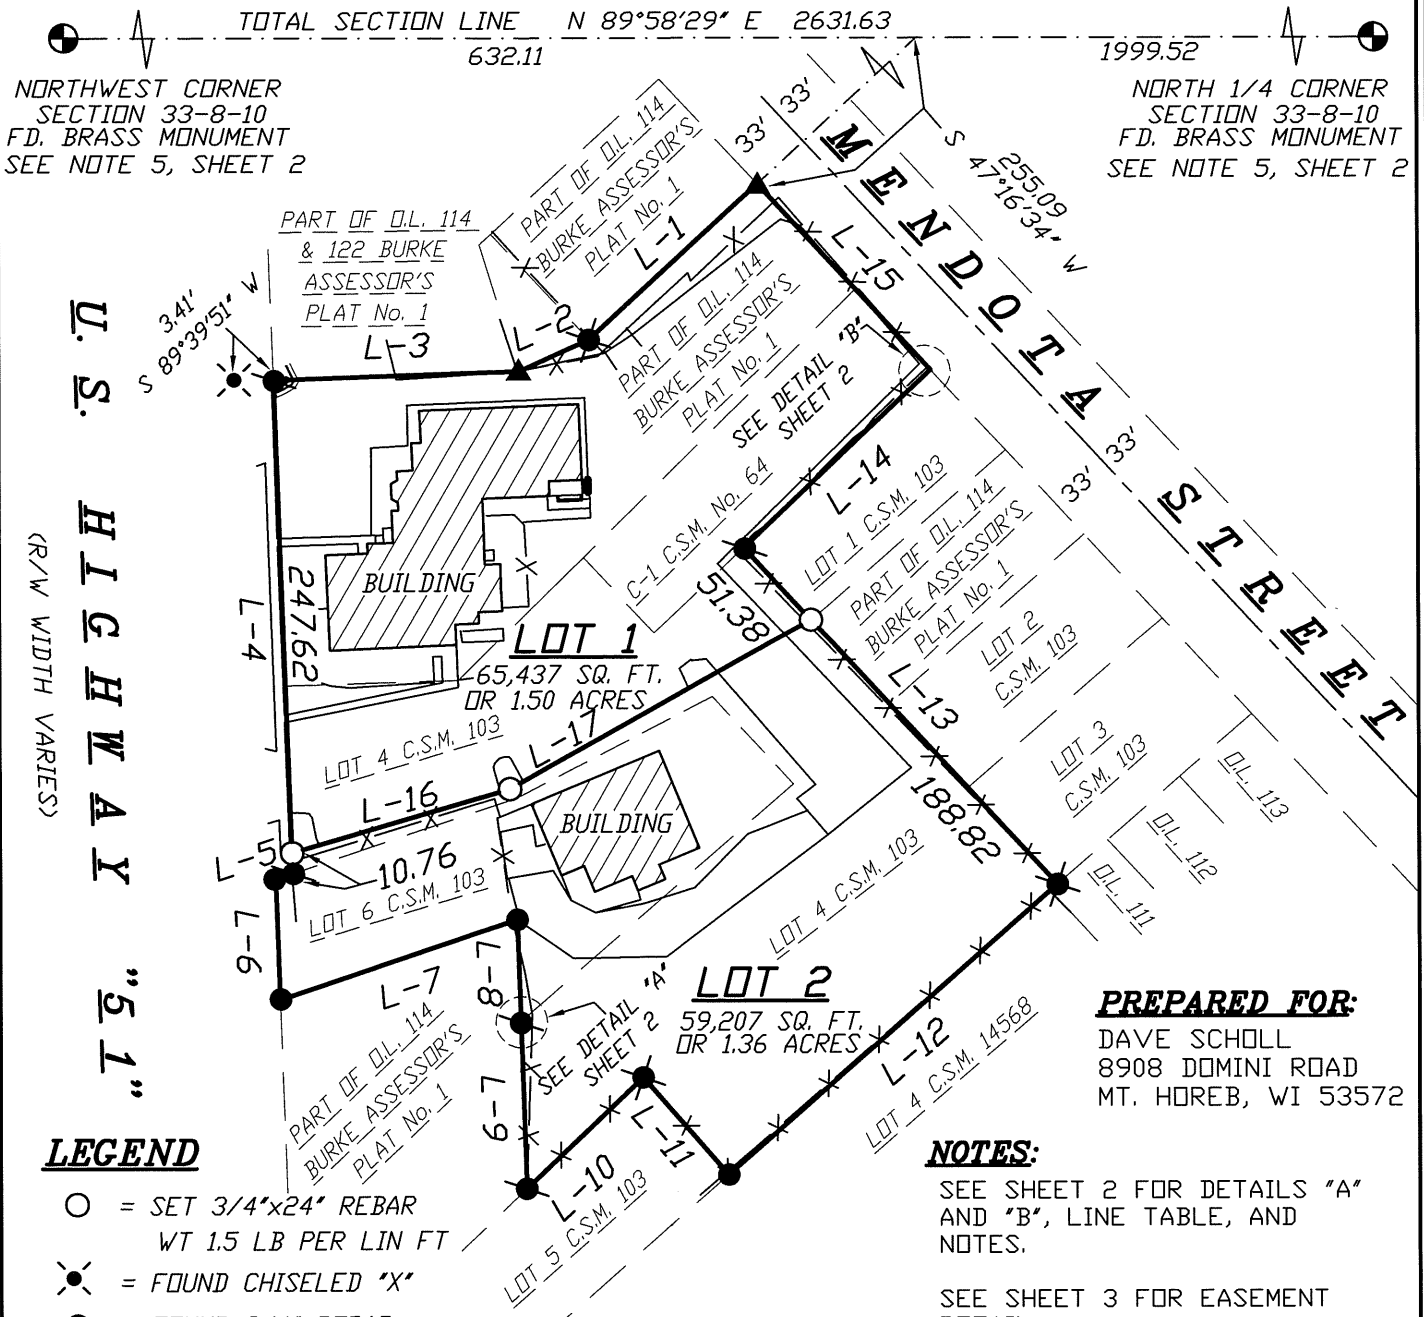 TOTAL SECTION LINE N 89°58'29" E 2631.63
632.11
1999.52
NORTHWEST CORNER
SECTION 33-8-10
FD. BRASS MONUMENT
SEE NOTE 5, SHEET 2
NORTH 1/4 CORNER
SECTION 33-8-10
FD. BRASS MONUMENT
SEE NOTE 5, SHEET 2
33'
33'
255.09
S 47°16'34" W
MENDOTA STREET
33'
33'
PART OF O.L. 114
BURKE ASSESSOR'S
PLAT No. 1
PART OF O.L. 114
& 122 BURKE
ASSESSOR'S
PLAT No. 1
3.41'
S 89°39'51" W
L-1
L-2
L-3
L-15
PART OF O.L. 114
BURKE ASSESSOR'S
PLAT No. 1
SEE DETAIL "B"
SHEET 2
L-14
C-1 C.S.M. No. 64
LOT 1 C.S.M. 103
PART OF O.L. 114
BURKE ASSESSOR'S
PLAT No. 1
LOT 2
C.S.M. 103
LOT 3
C.S.M. 103
O.L. 113
O.L. 112
O.L. 111
U.S. HIGHWAY "51"
(R/W WIDTH VARIES)
L-4
247.62
BUILDING
51.38
LOT 1
65,437 SQ. FT.
OR 1.50 ACRES
LOT 4 C.S.M. 103
L-17
L-16
L-13
188.82
BUILDING
L-5
10.76
LOT 6 C.S.M. 103
L-6
L-7
L-8
LOT 4 C.S.M. 103
LOT 2
59,207 SQ. FT.
OR 1.36 ACRES
SEE DETAIL "A"
SHEET 2
PART OF O.L. 114
BURKE ASSESSOR'S
PLAT No. 1
L-9
L-10
L-11
L-12
LOT 4 C.S.M. 14568
LOT 5 C.S.M. 103
PREPARED FOR:
DAVE SCHOLL
8908 DOMINI ROAD
MT. HOREB, WI 53572
LEGEND
= SET 3/4"x24" REBAR
WT 1.5 LB PER LIN FT
= FOUND CHISELED "X"
NOTES:
SEE SHEET 2 FOR DETAILS "A"
AND "B", LINE TABLE, AND
NOTES.
SEE SHEET 3 FOR EASEMENT